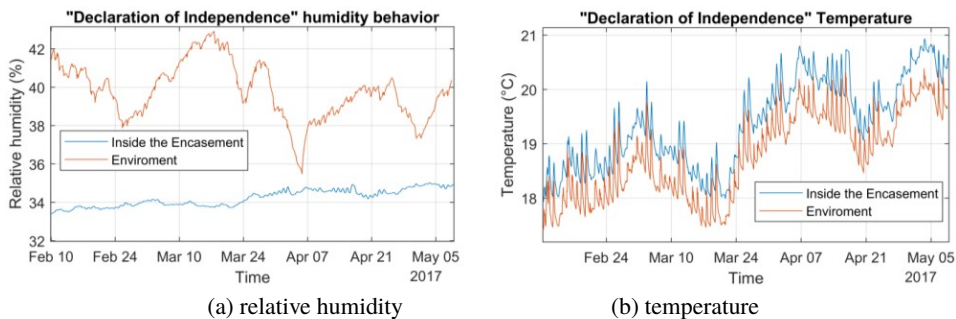 "Declaration of Independence" humidity behavior
42
40
38
36
34
32
Relative humidity (%)
Inside the Encasement
Enviroment
Feb 10 Feb 24 Mar 10 Mar 24 Apr 07 Apr 21 May 05
2017
Time
(a) relative humidity
"Declaration of Independence" Temperature
21
20
19
18
Temperature (°C)
Inside the Encasement
Enviroment
Feb 24 Mar 10 Mar 24 Apr 07 Apr 21 May 05
2017
Time
(b) temperature